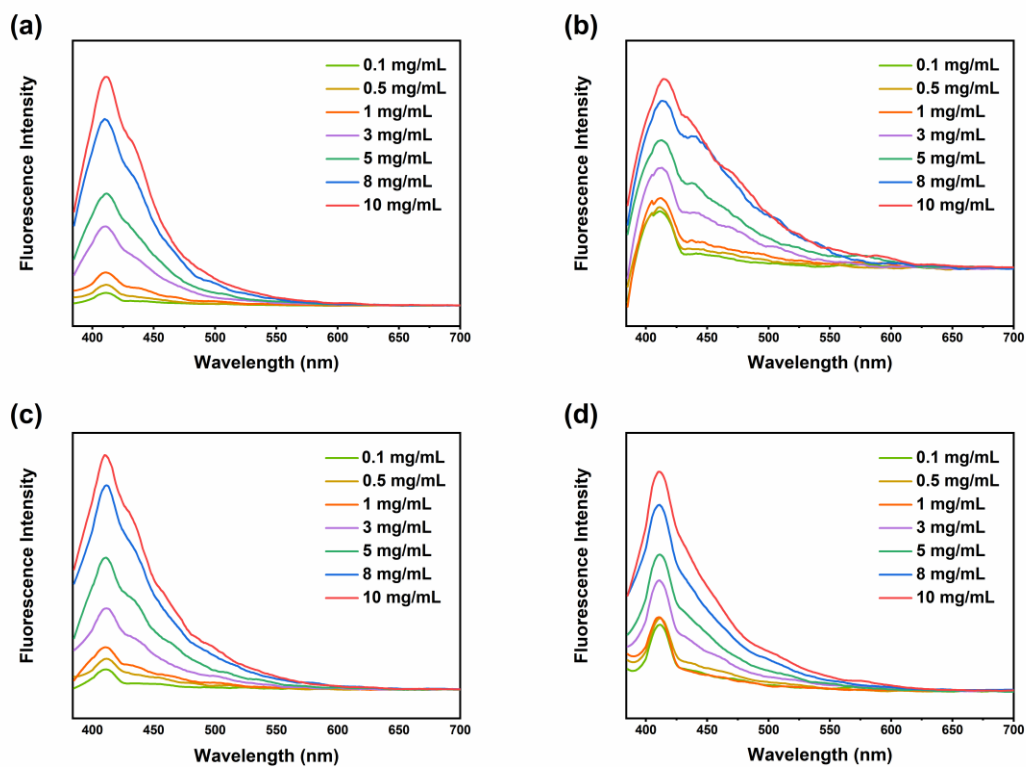 (a)
Fluorescence Intensity
0.1 mg/mL
0.5 mg/mL
1 mg/mL
3 mg/mL
5 mg/mL
8 mg/mL
10 mg/mL
400 450 500 550 600 650 700
Wavelength (nm)
(b)
Fluorescence Intensity
0.1 mg/mL
0.5 mg/mL
1 mg/mL
3 mg/mL
5 mg/mL
8 mg/mL
10 mg/mL
400 450 500 550 600 650 700
Wavelength (nm)
(c)
Fluorescence Intensity
0.1 mg/mL
0.5 mg/mL
1 mg/mL
3 mg/mL
5 mg/mL
8 mg/mL
10 mg/mL
400 450 500 550 600 650 700
Wavelength (nm)
(d)
Fluorescence Intensity
0.1 mg/mL
0.5 mg/mL
1 mg/mL
3 mg/mL
5 mg/mL
8 mg/mL
10 mg/mL
400 450 500 550 600 650 700
Wavelength (nm)